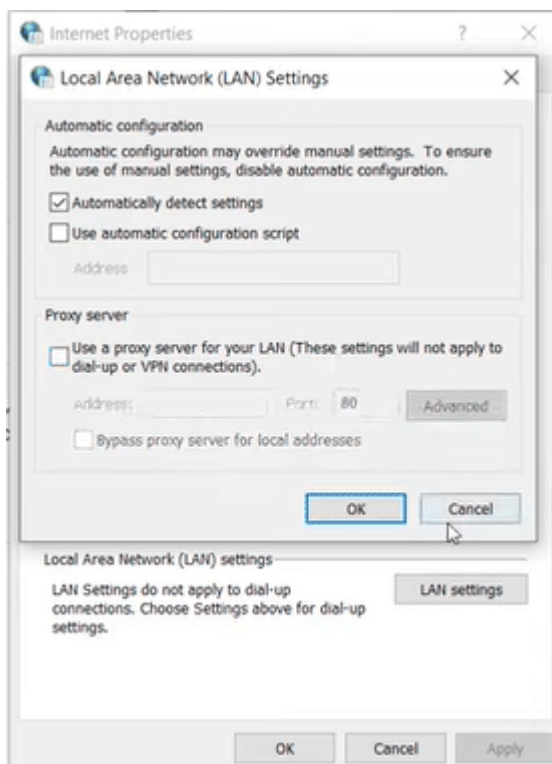 Internet Properties
Local Area Network (LAN) Settings
Automatic configuration
Automatic configuration may override manual settings. To ensure
the use of manual settings, disable automatic configuration.
Automatically detect settings
Use automatic configuration script
Address
Proxy server
Use a proxy server for your LAN (These settings will not apply to
dial-up or VPN connections).
Address: Port: 80 Advanced
Bypass proxy server for local addresses
OK Cancel
Local Area Network (LAN) settings
LAN Settings do not apply to dial-up
connections. Choose Settings above for dial-up
settings.
LAN settings
OK Cancel Apply